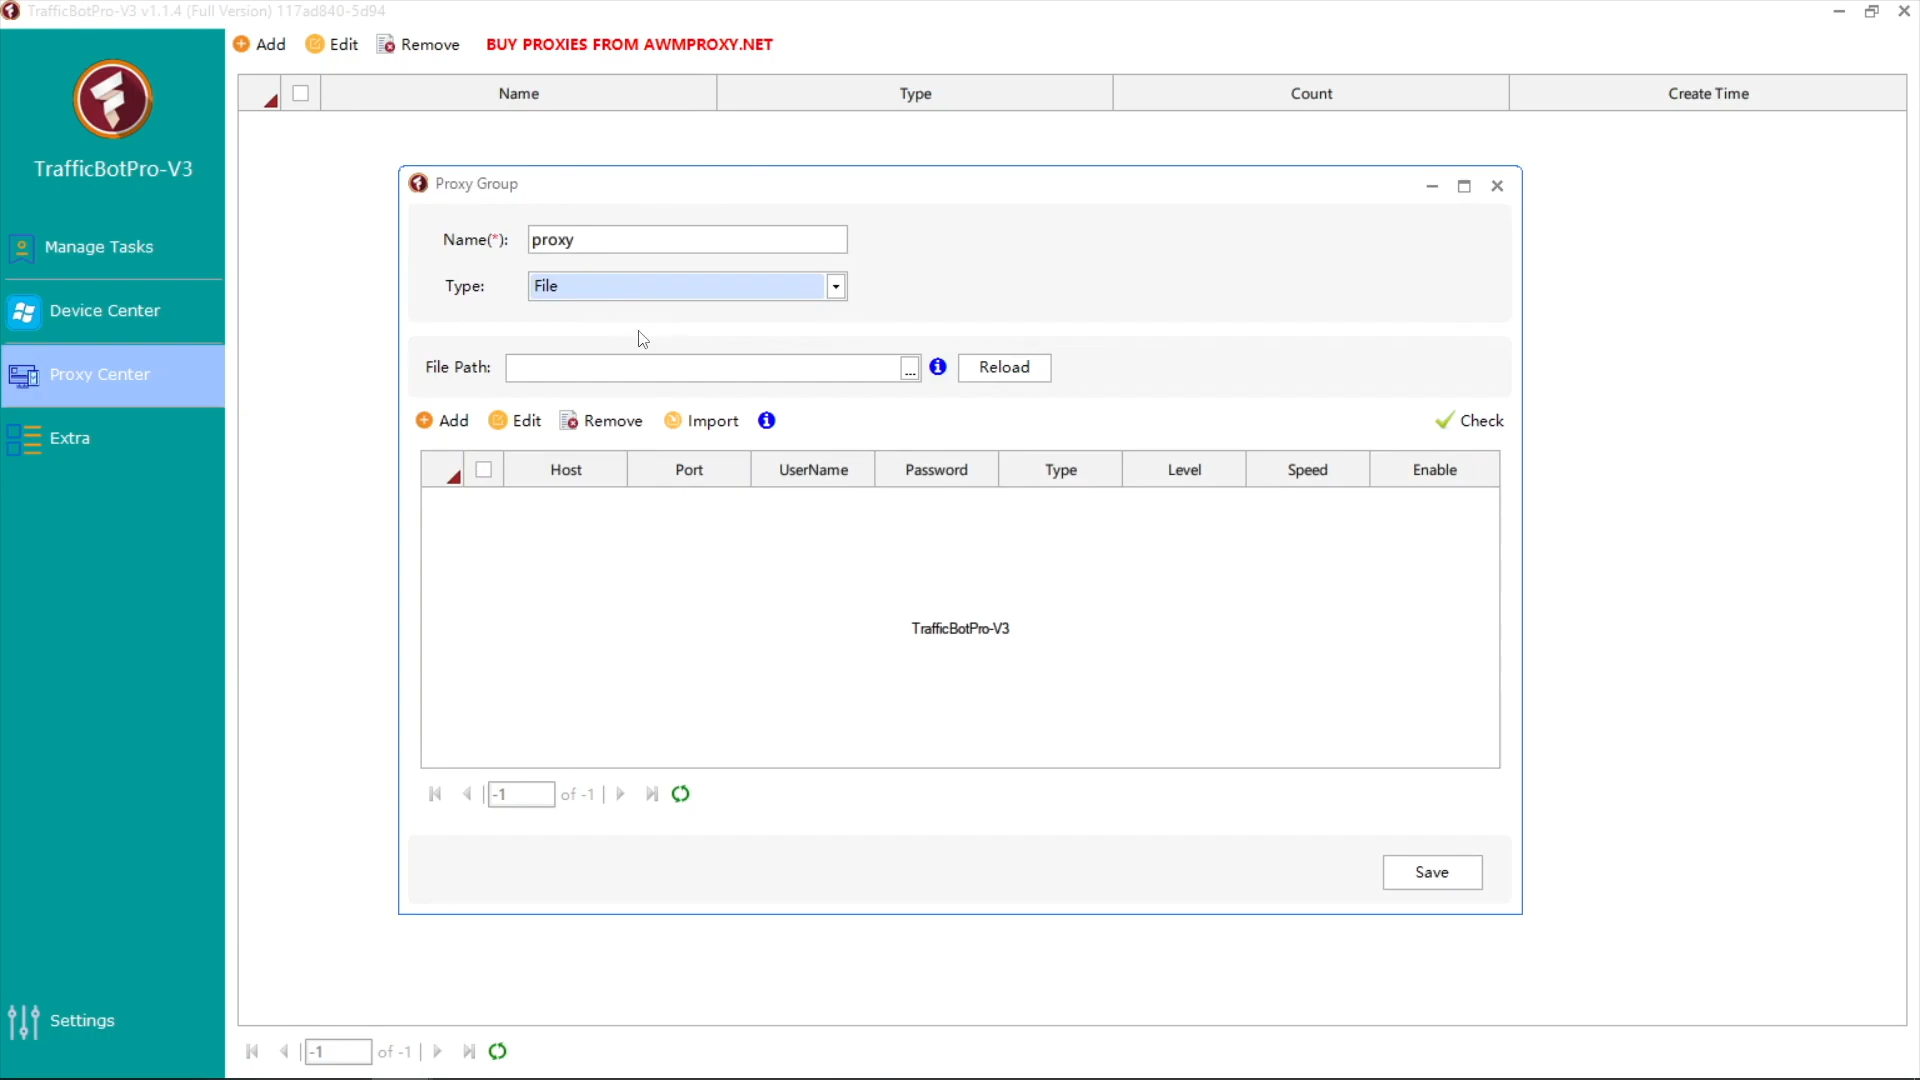 TrafficBotPro-V3 v1.1.4 (Full Version) 117ad840-5d94
Add Edit Remove BUY PROXIES FROM AWMPROXY.NET
Name Type Count Create Time
TrafficBotPro-V3
Manage Tasks
Device Center
Proxy Center
Extra
Settings
Proxy Group
Name(*): proxy
Type: File
File Path: ... Reload
Add Edit Remove Import Check
Host Port UserName Password Type Level Speed Enable
TrafficBotPro-V3
-1 of -1
Save
-1 of -1